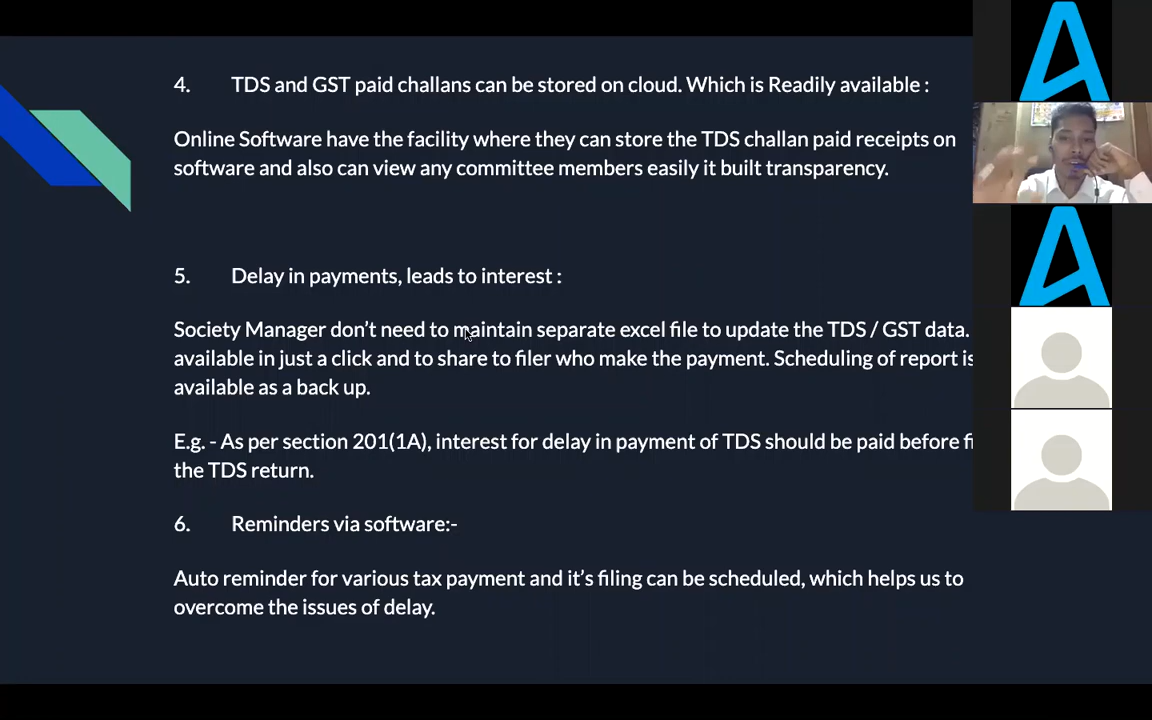 4. TDS and GST paid challans can be stored on cloud. Which is Readily available :
Online Software have the facility where they can store the TDS challan paid receipts on
software and also can view any committee members easily it built transparency.
5. Delay in payments, leads to interest :
Society Manager don't need to maintain separate excel file to update the TDS / GST data.
available in just a click and to share to filer who make the payment. Scheduling of report is
available as a back up.
E.g. - As per section 201(1A), interest for delay in payment of TDS should be paid before
the TDS return.
6. Reminders via software:-
Auto reminder for various tax payment and it's filing can be scheduled, which helps us to
overcome the issues of delay.